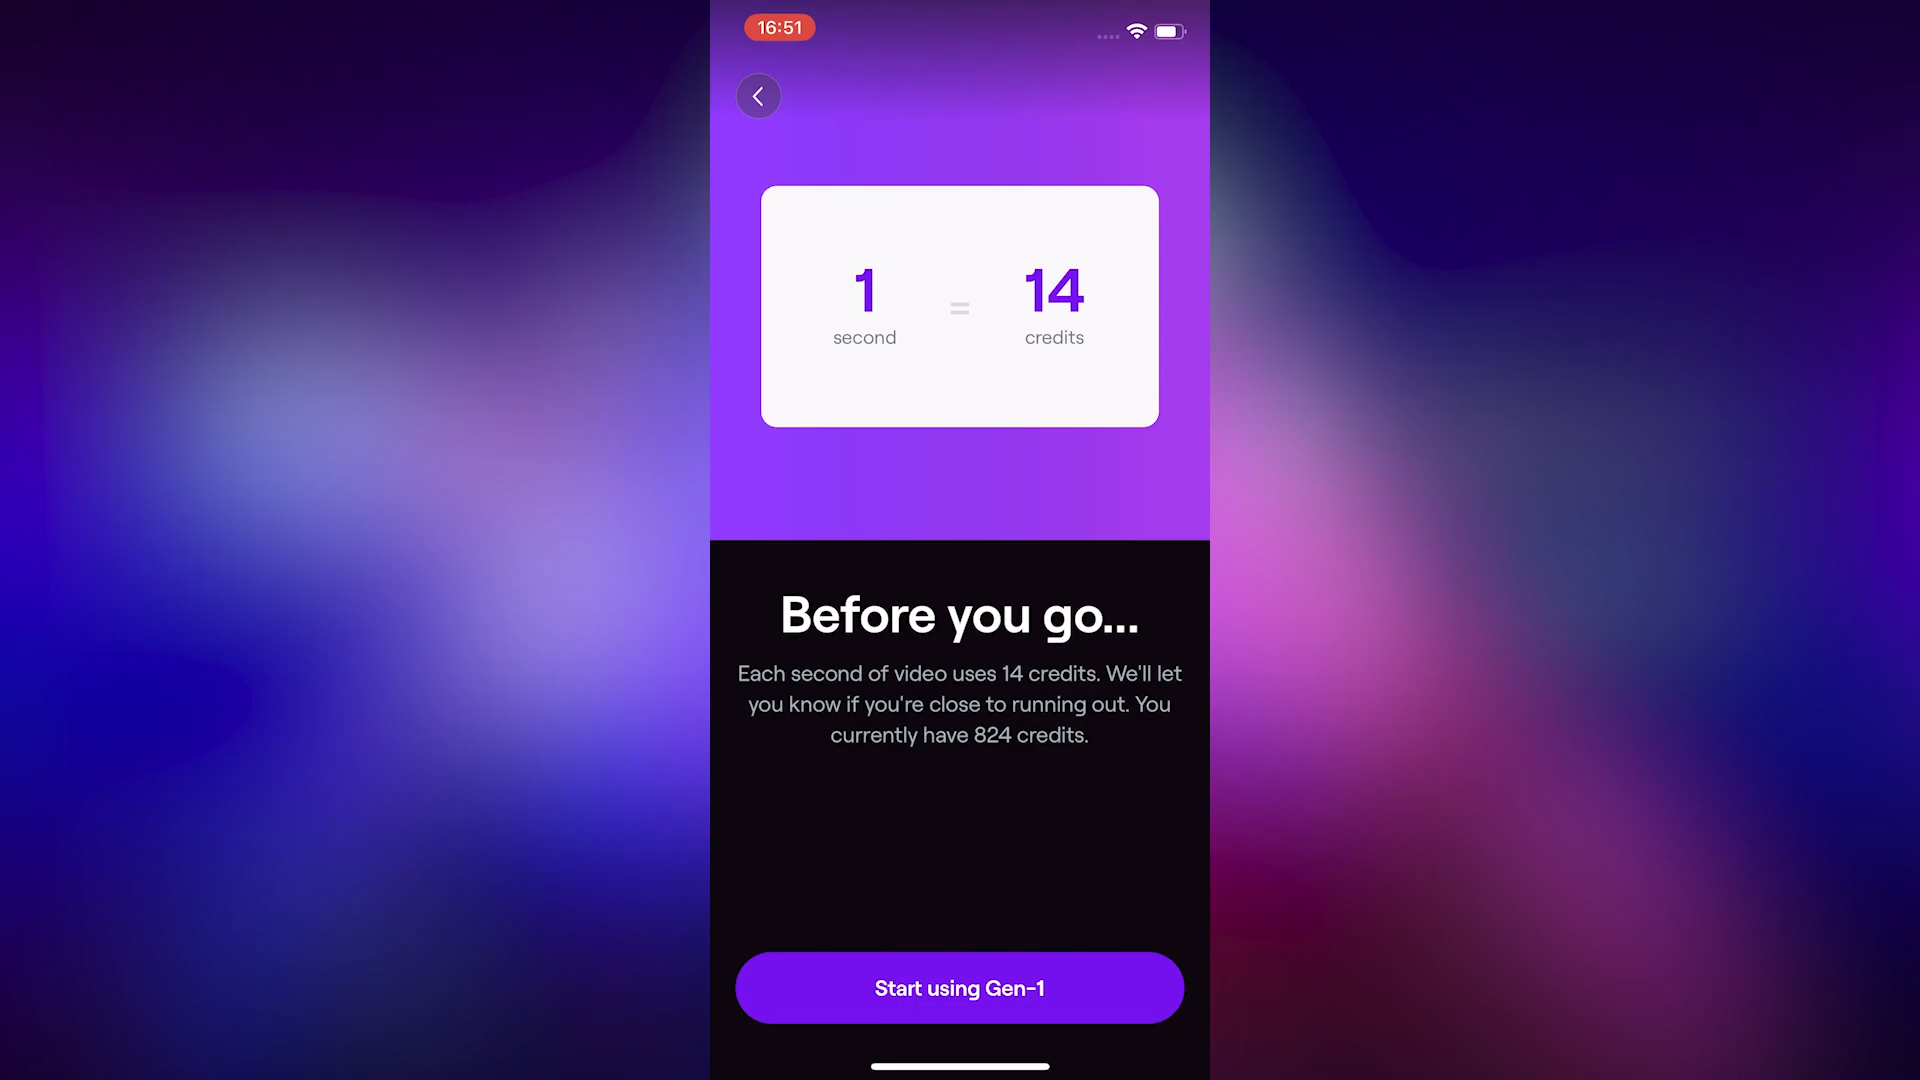 16:51
1 = 14
second credits
Before you go...
Each second of video uses 14 credits. We'll let
you know if you're close to running out. You
currently have 824 credits.
Start using Gen-1